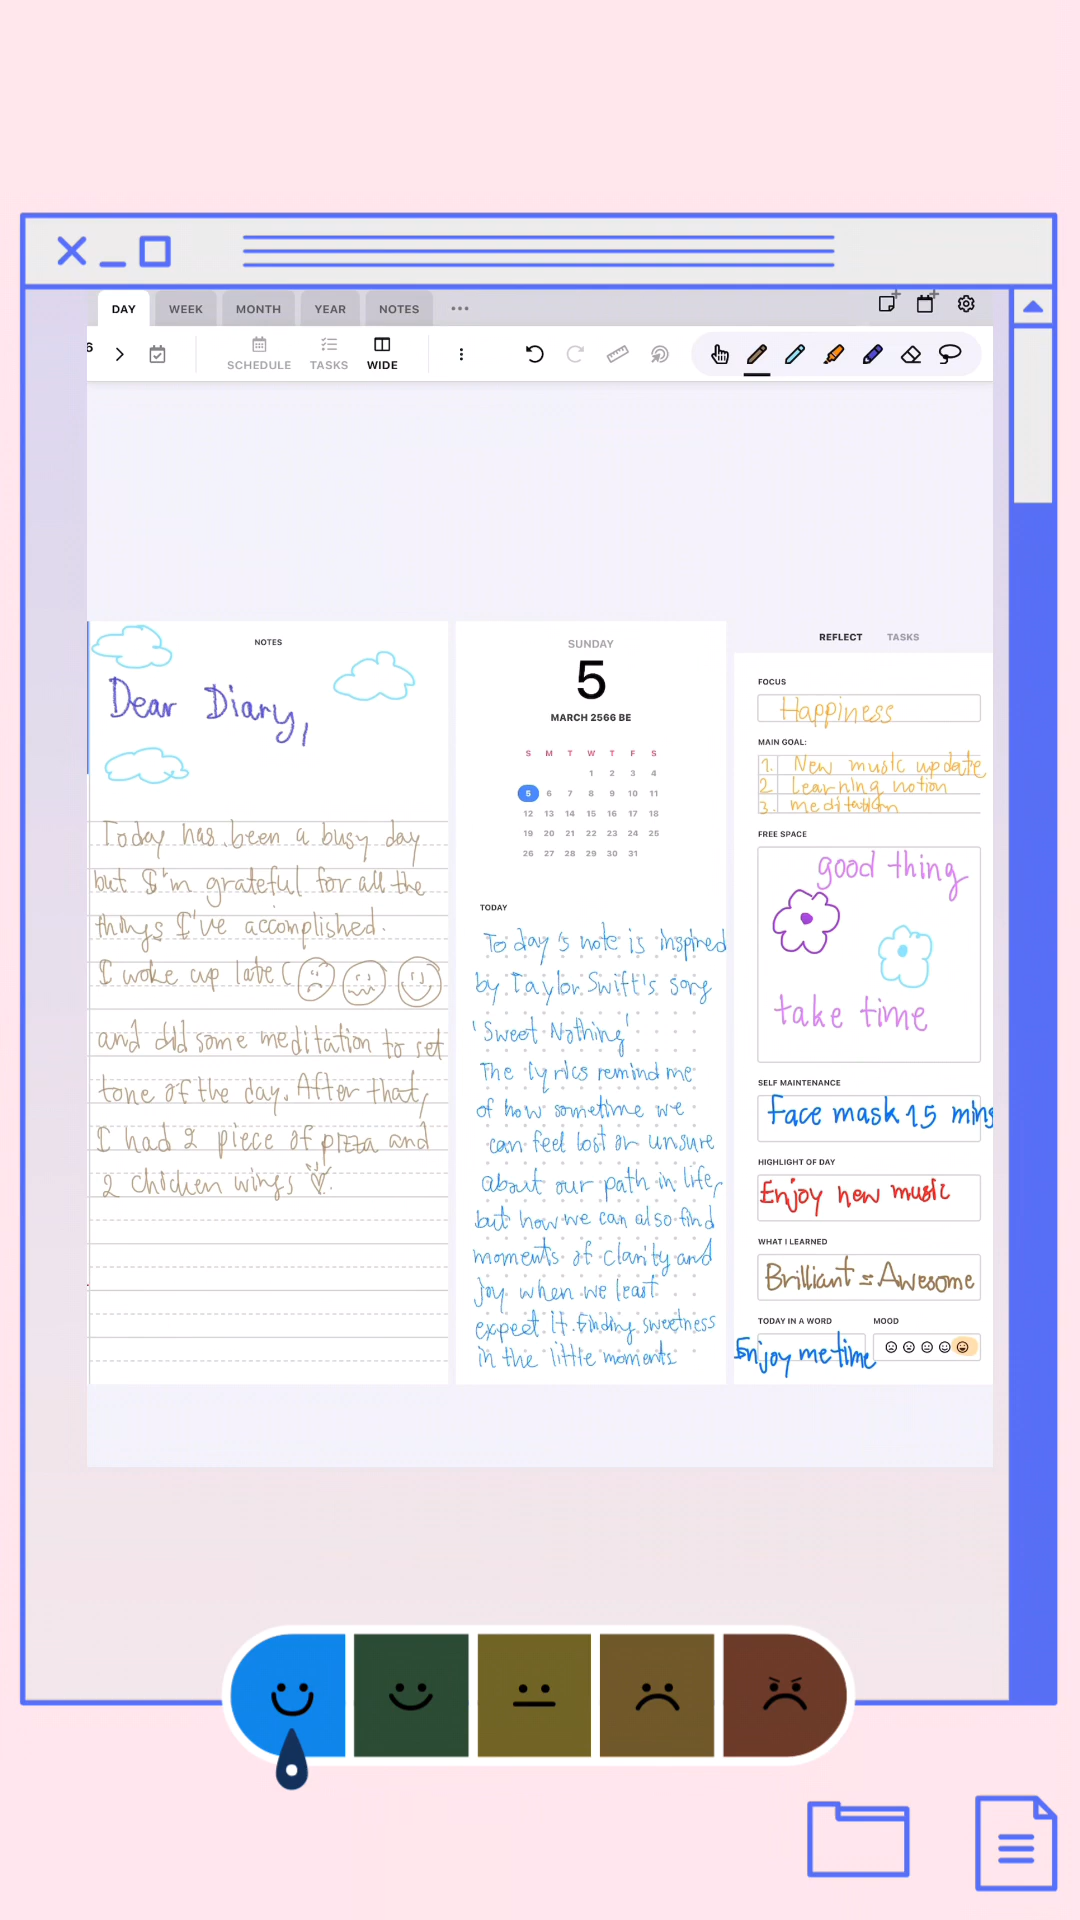 DAY WEEK MONTH YEAR NOTES
6 SCHEDULE TASKS WIDE
NOTES
Dear Diary,
Today has been a busy day
but I'm grateful for all the
things I've accomplished.
I woke up late (
and did some meditation to set
tone of the day. After that,
I had 2 piece of pizza and
2 chicken wings
SUNDAY
5
MARCH 2566 BE
S M T W T F S
1 2 3 4
5 6 7 8 9 10 11
12 13 14 15 16 17 18
19 20 21 22 23 24 25
26 27 28 29 30 31
TODAY
Today's note is inspired
by Taylor Swift's song
'Sweet Nothing'
The lyrics remind me
of how sometime we
can feel lost or unsure
about our path in life,
but how we can also find
moments of clarity and
joy when we least
expect it. Finding sweetness
in the little moments
REFLECT TASKS
FOCUS
Happiness
MAIN GOAL:
1. New music update
2 learning notion
3. meditation
FREE SPACE
good thing
take time
SELF MAINTENANCE
Face mask 15 mins
HIGHLIGHT OF DAY
Enjoy new music
WHAT I LEARNED
Brilliant = Awesome
TODAY IN A WORD MOOD
Enjoy me time